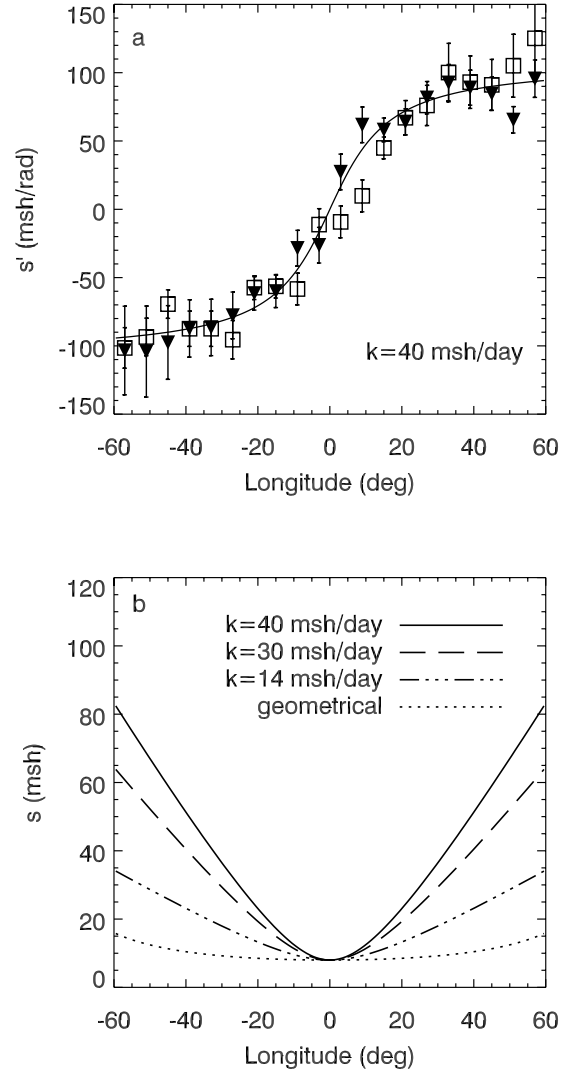 150
a
100
50
0
-50
-100
-150
s' (msh/rad)
k=40 msh/day
-60 -40 -20 0 20 40 60
Longitude (deg)
120
b
100
80
60
40
20
0
s (msh)
k=40 msh/day
k=30 msh/day
k=14 msh/day
geometrical
-60 -40 -20 0 20 40 60
Longitude (deg)